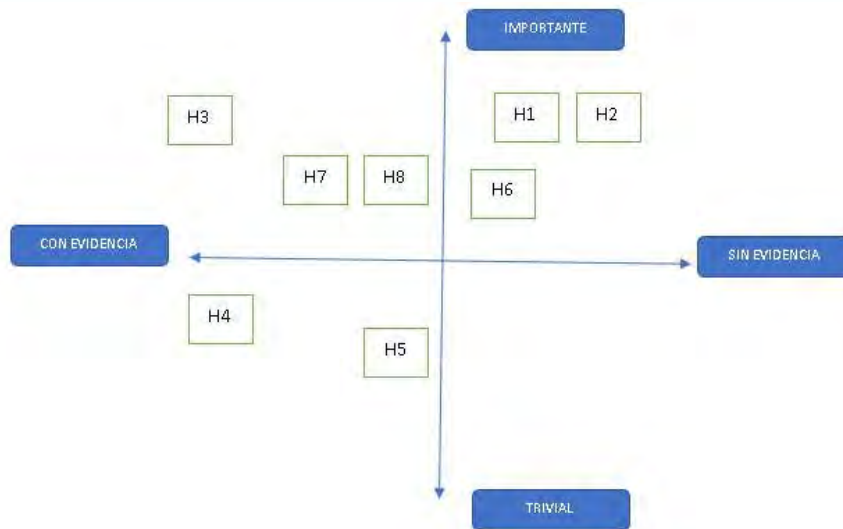 IMPORTANTE
H3
H1
H2
H7
H8
H6
CON EVIDENCIA
SIN EVIDENCIA
H4
H5
TRIVIAL